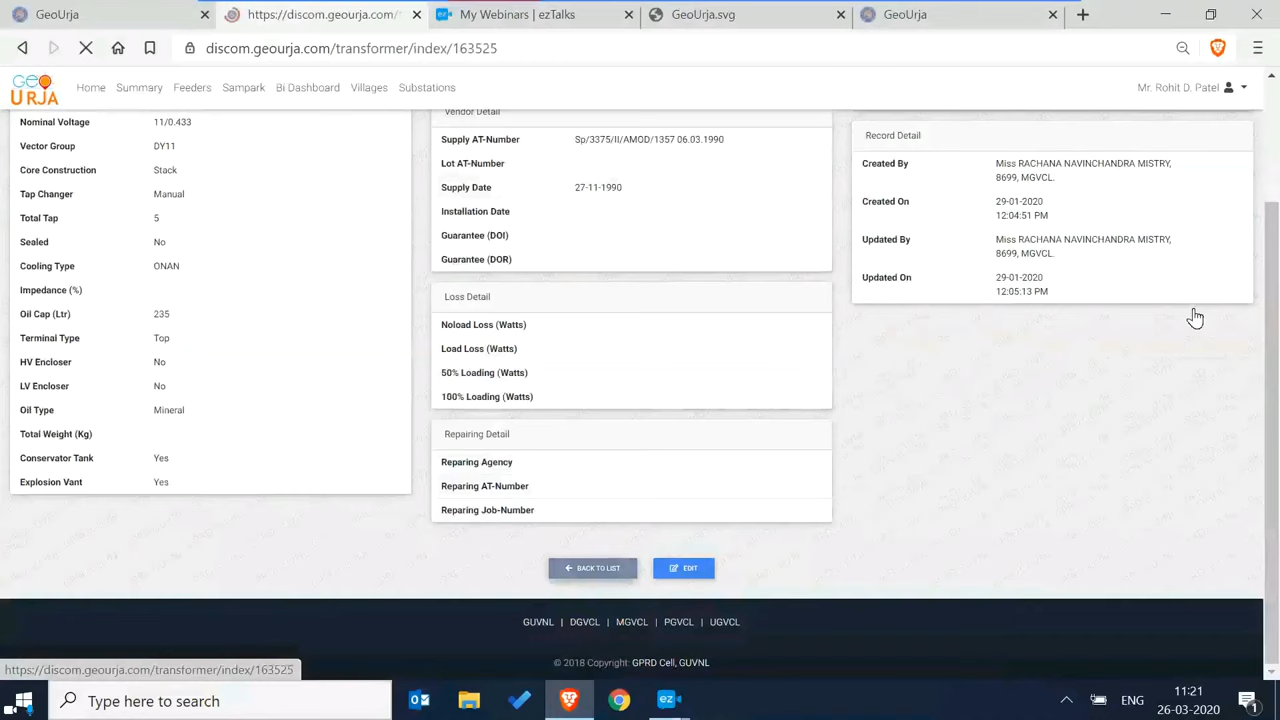 https://discom.geourja.com/
My Webinars | ezTalks
GeoUrja.svg
GeoUrja
discom.geourja.com/transformer/index/163525
GEO
URJA
Home
Summary
Feeders
Sampark
Bi Dashboard
Villages
Substations
Mr. Rohit D. Patel
Nominal Voltage 11/0.433
Vector Group DY11
Core Construction Stack
Tap Changer Manual
Total Tap 5
Sealed No
Cooling Type ONAN
Impedance (%)
Oil Cap (Ltr) 235
Terminal Type Top
HV Encloser No
LV Encloser No
Oil Type Mineral
Total Weight (Kg)
Conservator Tank Yes
Explosion Vant Yes
Vendor Detail
Supply AT-Number Sp/3375/II/AMOD/1357 06.03.1990
Lot AT-Number
Supply Date 27-11-1990
Installation Date
Guarantee (DOI)
Guarantee (DOR)
Loss Detail
Noload Loss (Watts)
Load Loss (Watts)
50% Loading (Watts)
100% Loading (Watts)
Repairing Detail
Reparing Agency
Reparing AT-Number
Reparing Job-Number
Record Detail
Created By Miss RACHANA NAVINCHANDRA MISTRY,
8699, MGVCL.
Created On 29-01-2020
12:04:51 PM
Updated By Miss RACHANA NAVINCHANDRA MISTRY,
8699, MGVCL.
Updated On 29-01-2020
12:05:13 PM
BACK TO LIST
EDIT
GUVNL | DGVCL | MGVCL | PGVCL | UGVCL
© 2018 Copyright: GPRD Cell, GUVNL
https://discom.geourja.com/transformer/index/163525
Type here to search
ez
ENG
11:21
26-03-2020
1